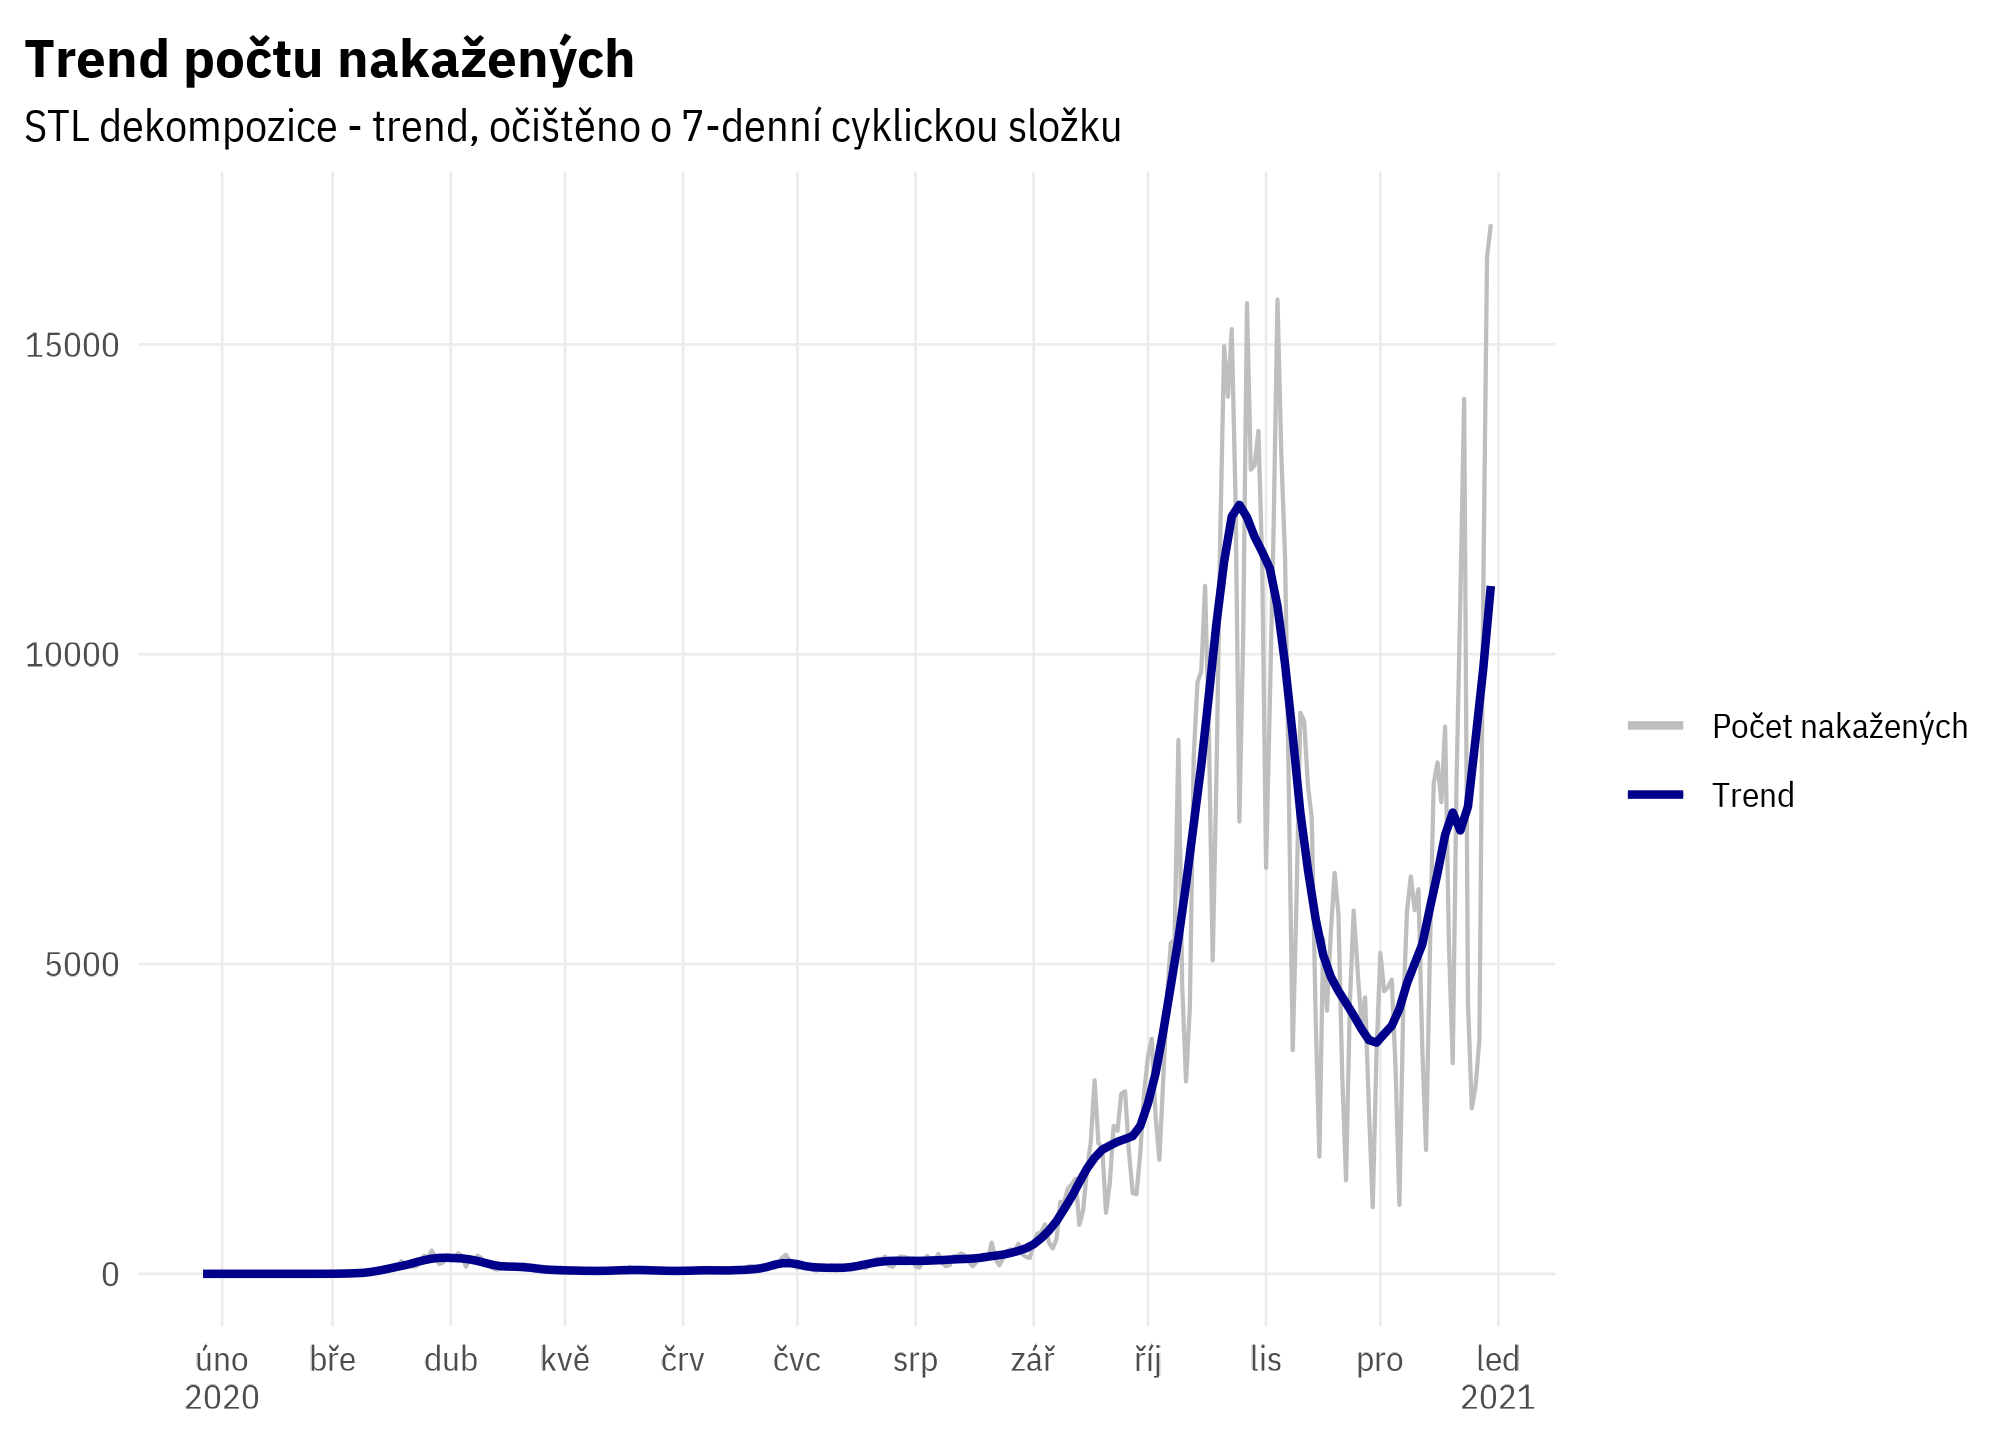 Trend počtu nakažených
STL dekompozice - trend, očištěno o 7-denní cyklickou složku
15000
10000
5000
0
Počet nakažených
Trend
úno bře dub kvě črv čvc srp zář říj lis pro led
2020 2021